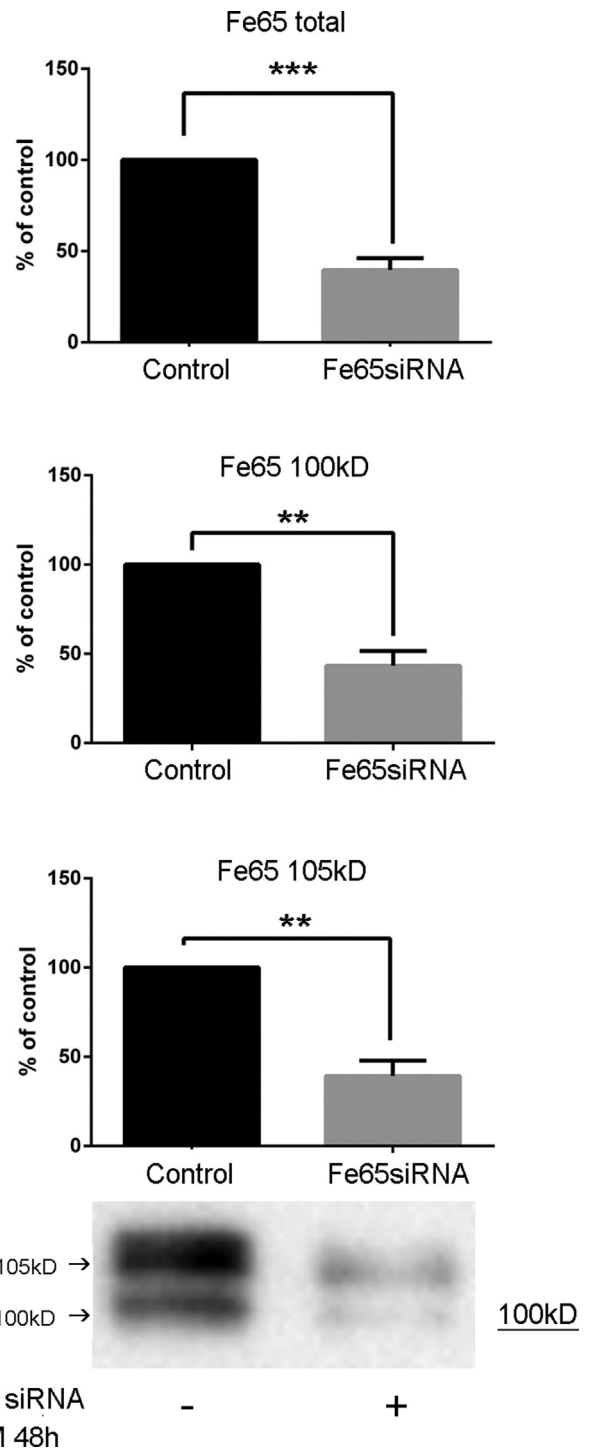 Fe65 total
150
***
100
50
0
% of control
Control Fe65siRNA
Fe65 100kD
150
**
100
50
0
% of control
Control Fe65siRNA
Fe65 105kD
150
**
100
50
0
% of control
Control Fe65siRNA
105kD →
100kD → 100kD
siRNA - +
48h